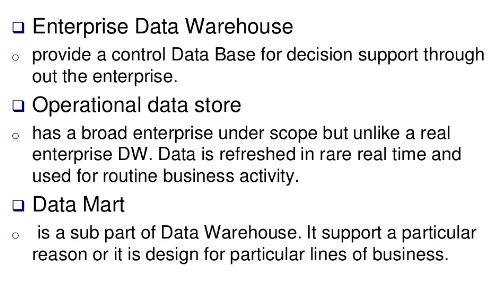 Enterprise Data Warehouse
provide a control Data Base for decision support through
out the enterprise.
Operational data store
has a broad enterprise under scope but unlike a real
enterprise DW. Data is refreshed in rare real time and
used for routine business activity.
Data Mart
is a sub part of Data Warehouse. It support a particular
reason or it is design for particular lines of business.